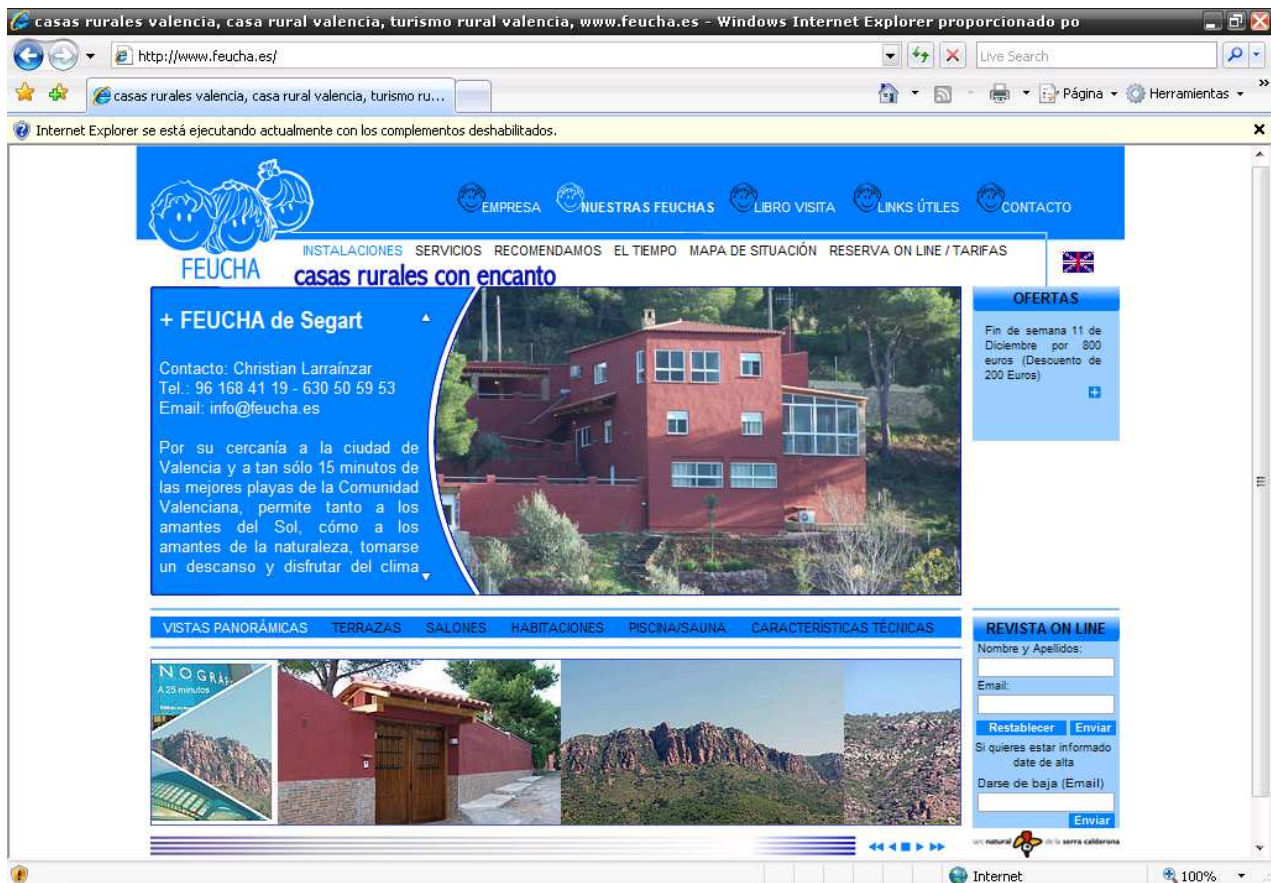 casas rurales valencia, casa rural valencia, turismo rural valencia, www.feucha.es - Windows Internet Explorer proporcionado po
http://www.feucha.es/
Live Search
casas rurales valencia, casa rural valencia, turismo ru...
Página
Herramientas
Internet Explorer se está ejecutando actualmente con los complementos deshabilitados.
EMPRESA NUESTRAS FEUCHAS LIBRO VISITA LINKS ÚTILES CONTACTO
INSTALACIONES SERVICIOS RECOMENDAMOS EL TIEMPO MAPA DE SITUACIÓN RESERVA ON LINE / TARIFAS
FEUCHA
casas rurales con encanto
+ FEUCHA de Segart
Contacto: Christian Larraínzar
Tel.: 96 168 41 19 - 630 50 59 53
Email: info@feucha.es
Por su cercanía a la ciudad de
Valencia y a tan sólo 15 minutos de
las mejores playas de la Comunidad
Valenciana, permite tanto a los
amantes del Sol, cómo a los
amantes de la naturaleza, tomarse
un descanso y disfrutar del clima
OFERTAS
Fin de semana 11 de
Diciembre por 800
euros (Descuento de
200 Euros)
VISTAS PANORÁMICAS TERRAZAS SALONES HABITACIONES PISCINA/SAUNA CARACTERÍSTICAS TÉCNICAS
NOGRÀF
A 25 minutos
REVISTA ON LINE
Nombre y Apellidos:
Email:
Restablecer Enviar
Si quieres estar informado
date de alta
Darse de baja (Email)
Enviar
natural de la serra calderona
Internet
100%